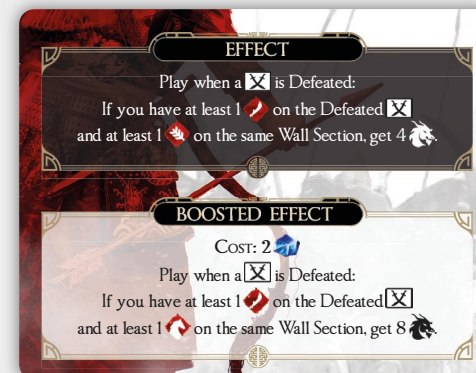 EFFECT
Play when a is Defeated:
If you have at least 1 on the Defeated
and at least 1 on the same Wall Section, get 4 .
BOOSTED EFFECT
COST: 2
Play when a is Defeated:
If you have at least 1 on the Defeated
and at least 1 on the same Wall Section, get 8 .